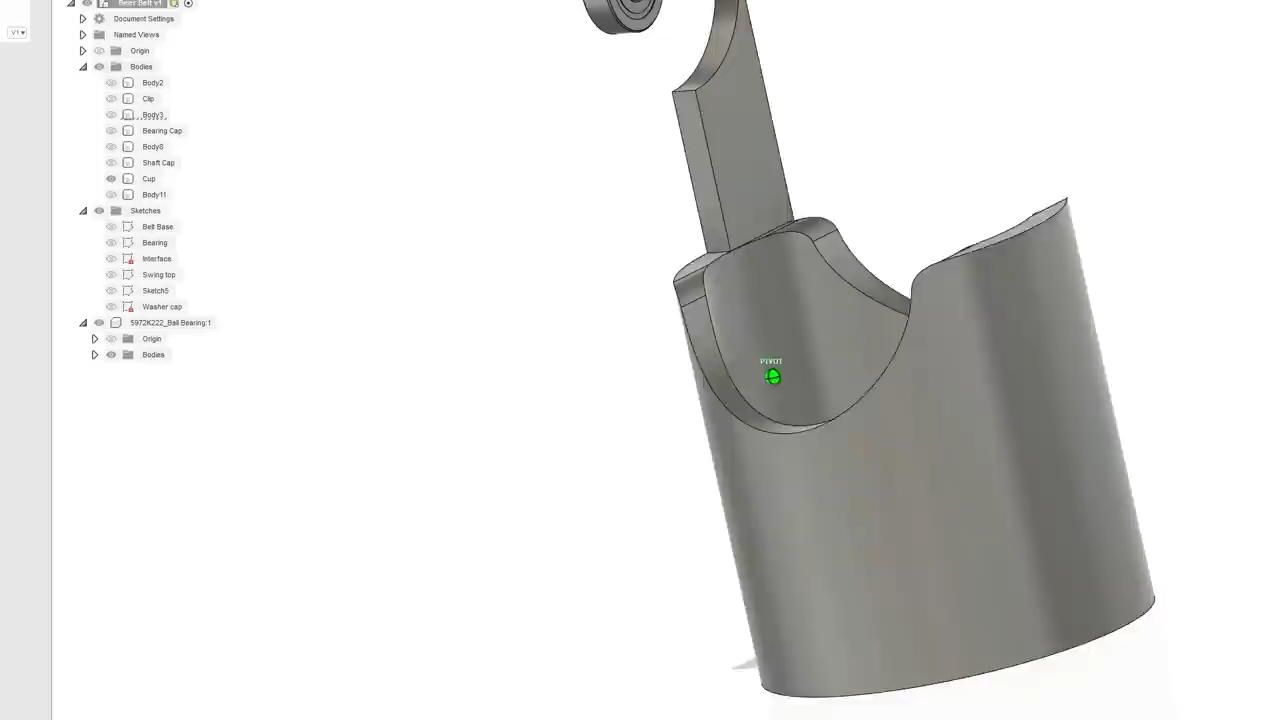 Beer Belt v1
Document Settings
Named Views
Origin
Bodies
Body2
Clip
Body3
Bearing Cap
Body8
Shaft Cap
Cup
Body11
Sketches
Belt Base
Bearing
Interface
Swing top
Sketch5
Washer cap
5972K222_Ball Bearing:1
Origin
Bodies
V1
PIVOT